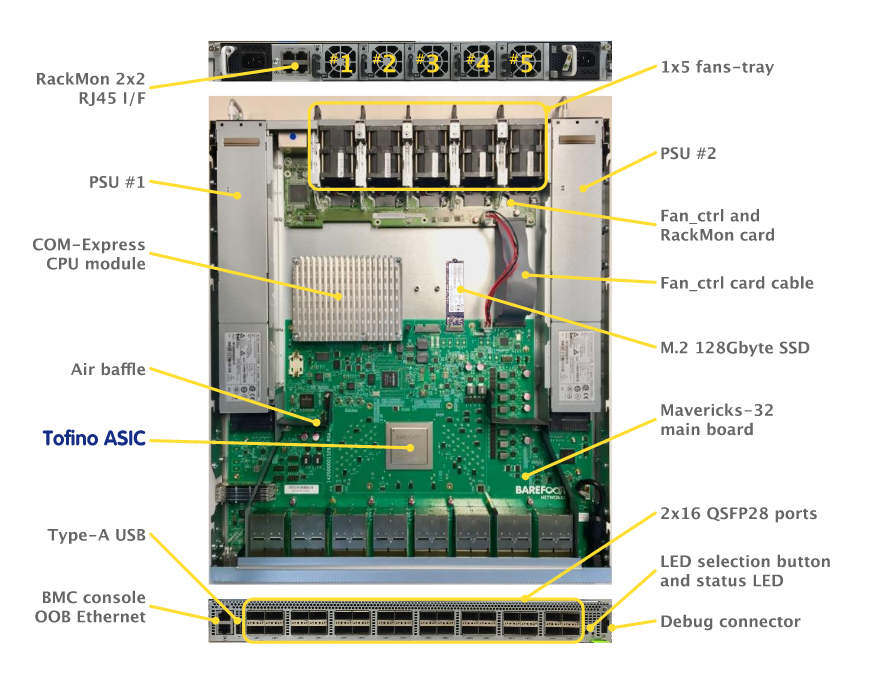 #1 #2 #3 #4 #5
RackMon 2x2
RJ45 I/F
1x5 fans-tray
PSU #1
PSU #2
Fan_ctrl and
RackMon card
COM-Express
CPU module
Fan_ctrl card cable
M.2 128Gbyte SSD
Air baffle
Mavericks-32
main board
Tofino ASIC
BAREFOOT
NETWORKS
2x16 QSFP28 ports
Type-A USB
LED selection button
and status LED
BMC console
OOB Ethernet
Debug connector